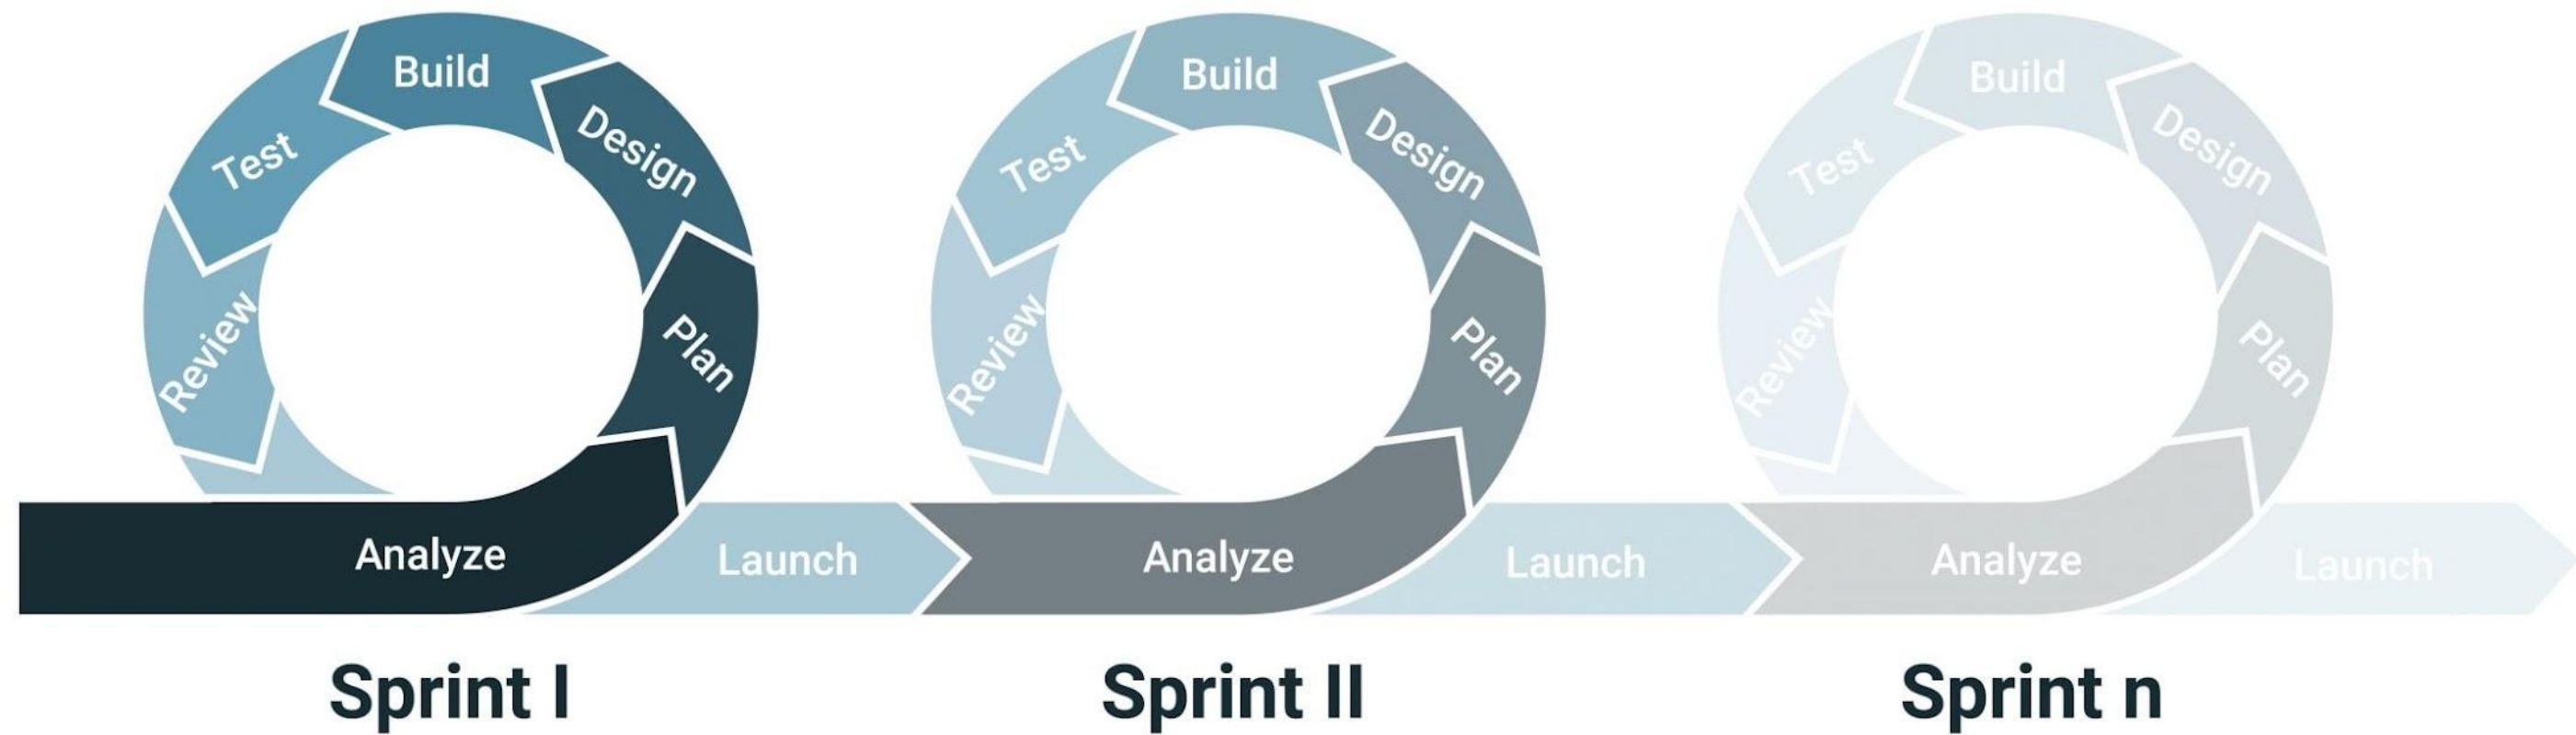 Build
Design
Test
Review
Plan
Analyze
Launch
Sprint I
Build
Design
Test
Review
Plan
Analyze
Launch
Sprint II
Build
Design
Test
Review
Plan
Analyze
Launch
Sprint n